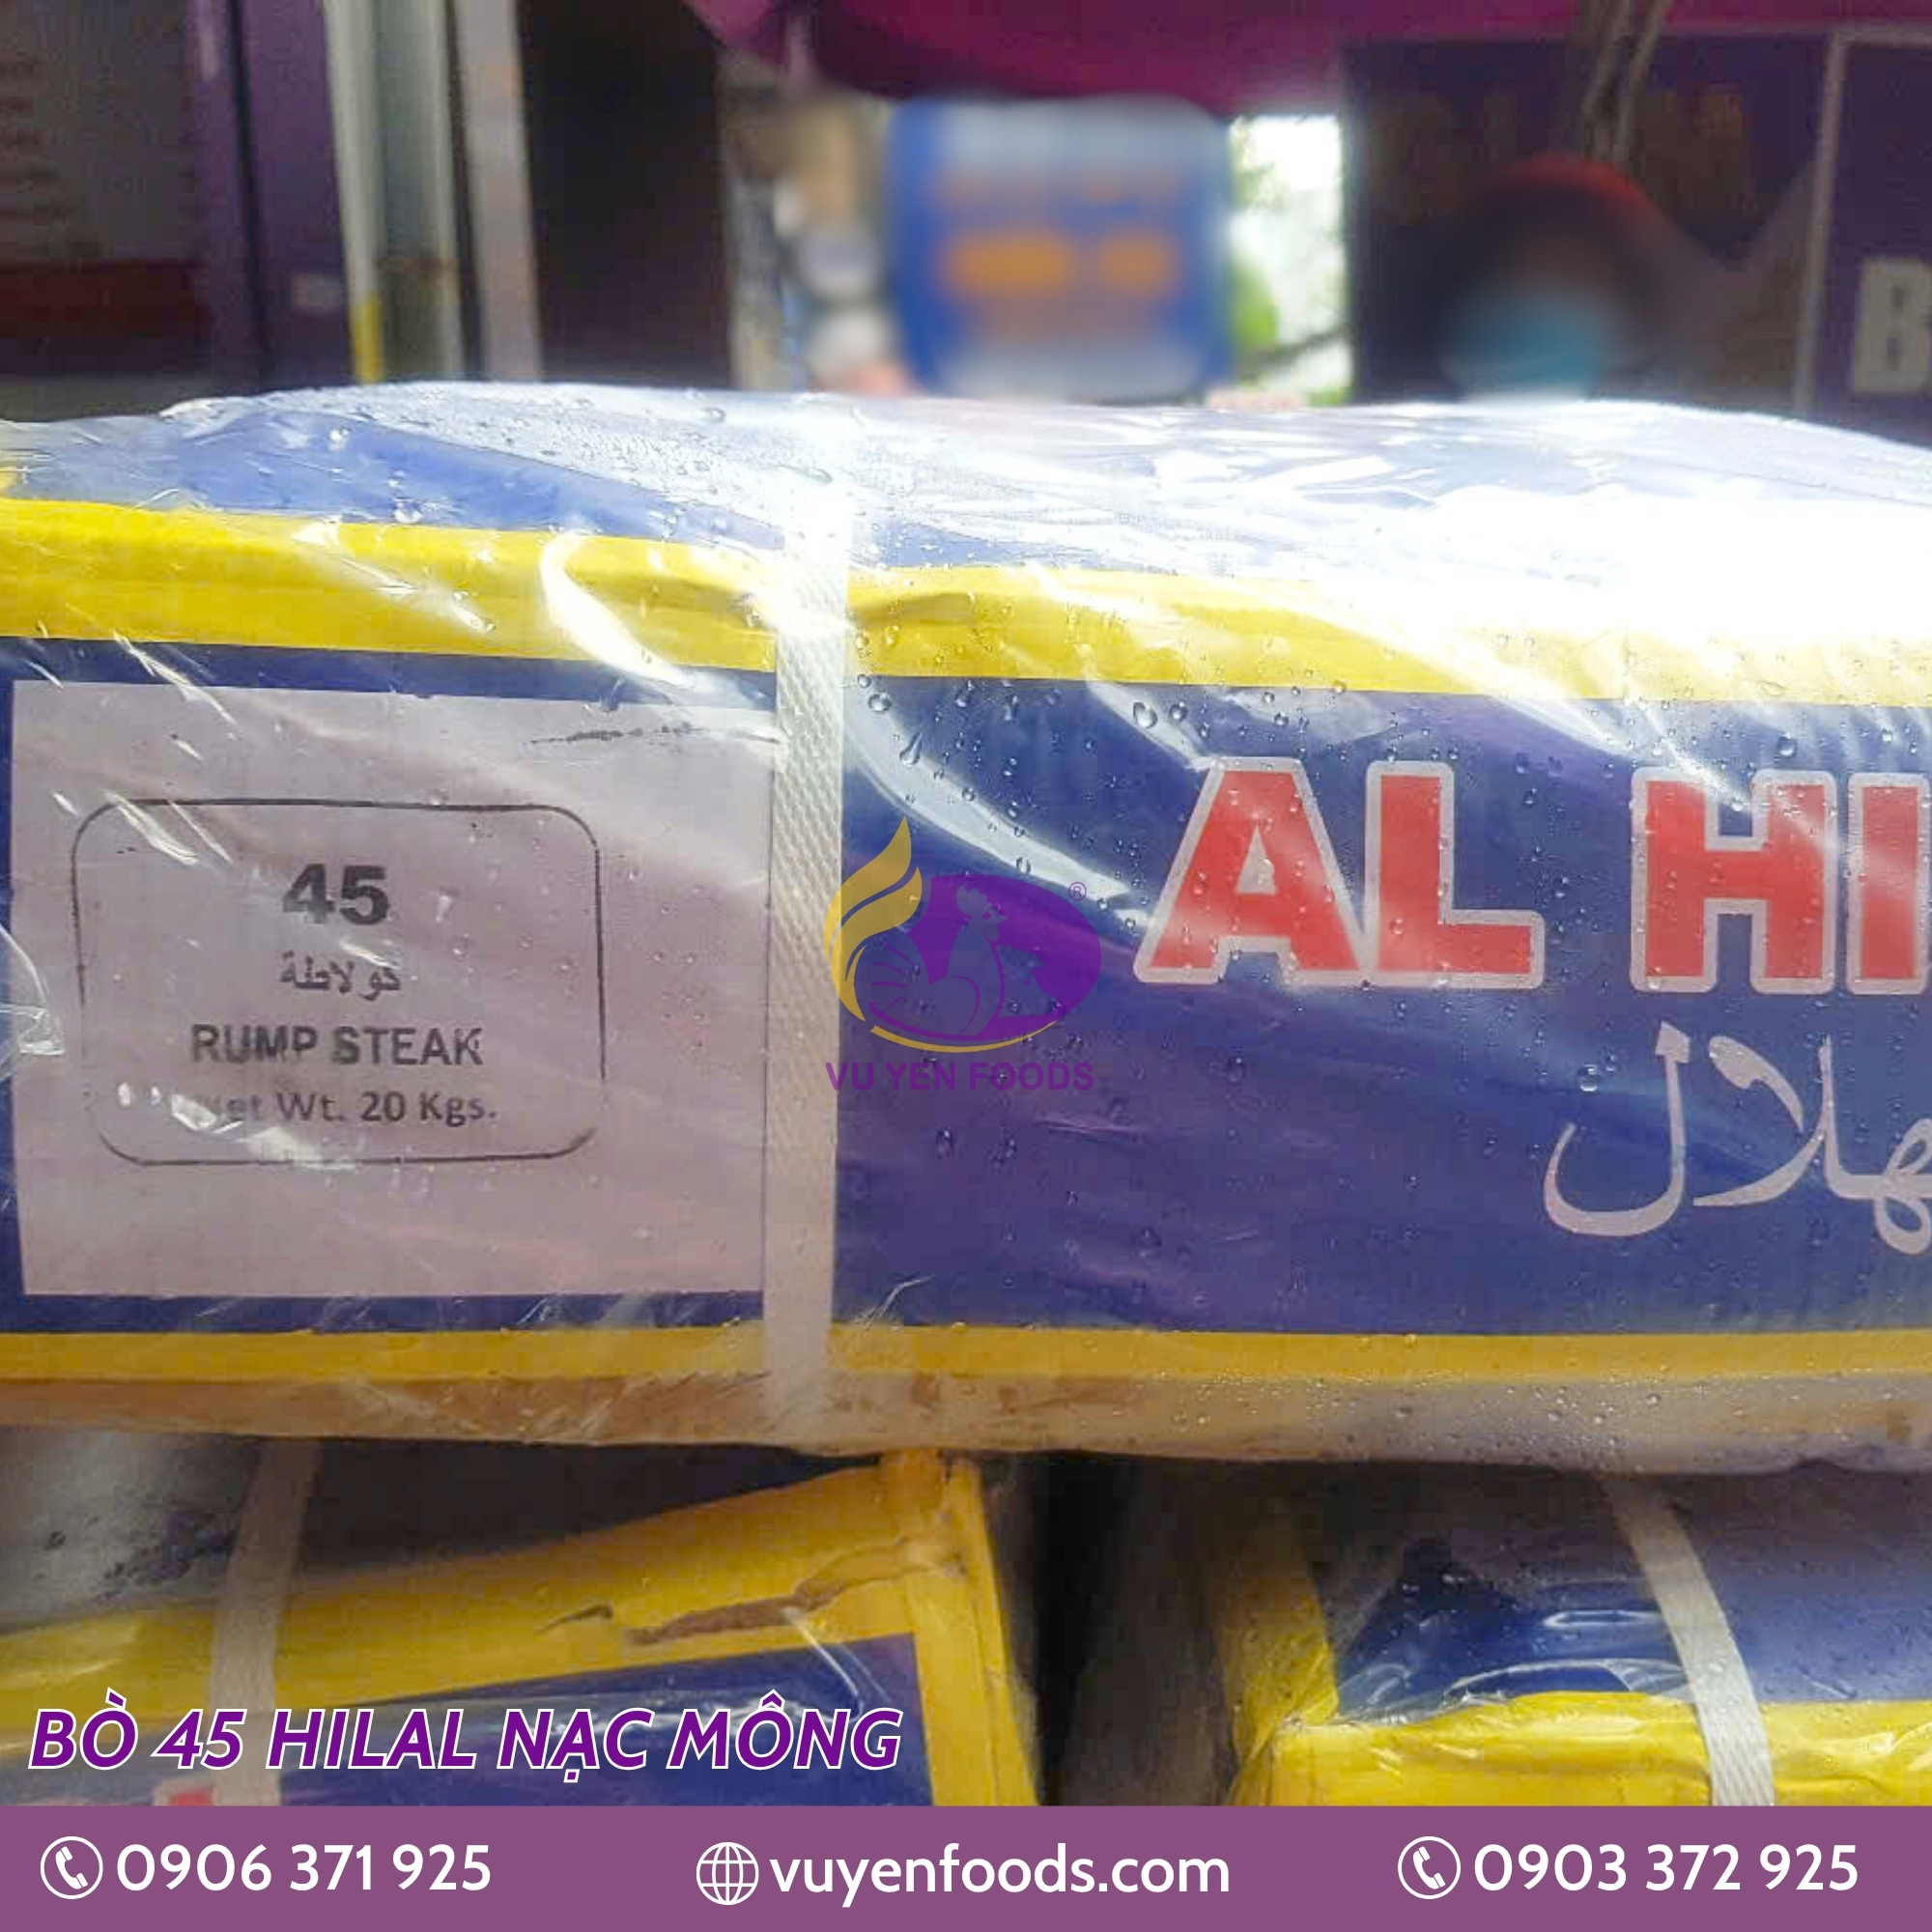 45
كولاطة
RUMP STEAK
Net Wt. 20 Kgs.
AL HI
هلال
®
VU YEN FOODS
BÒ 45 HILAL NẠC MÔNG
0906 371 925
vuyenfoods.com
0903 372 925